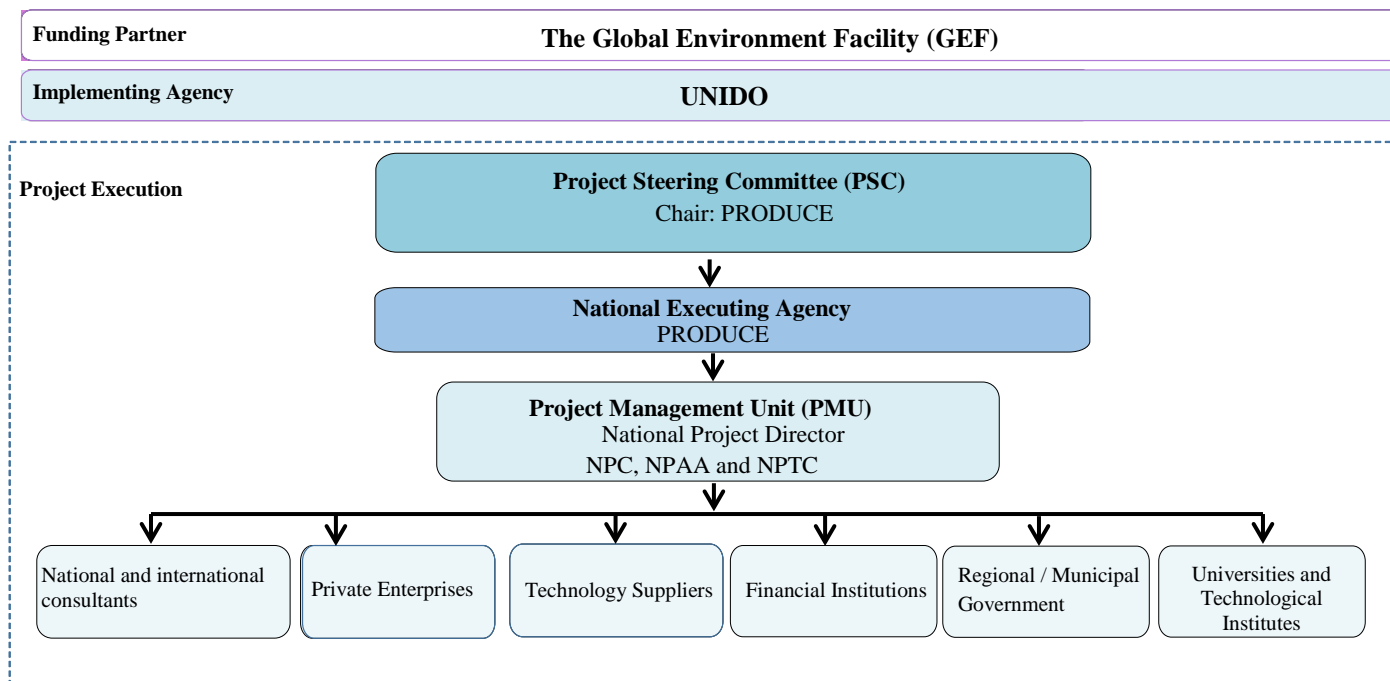 Funding Partner
The Global Environment Facility (GEF)
Implementing Agency
UNIDO
Project Execution
Project Steering Committee (PSC)
Chair: PRODUCE
National Executing Agency
PRODUCE
Project Management Unit (PMU)
National Project Director
NPC, NPAA and NPTC
National and international
consultants
Private Enterprises
Technology Suppliers
Financial Institutions
Regional / Municipal
Government
Universities and
Technological
Institutes